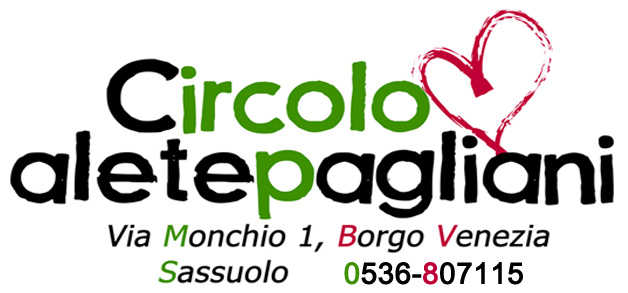 Circolo
aletepagliani
Via Monchio 1, Borgo Venezia
Sassuolo 0536-807115